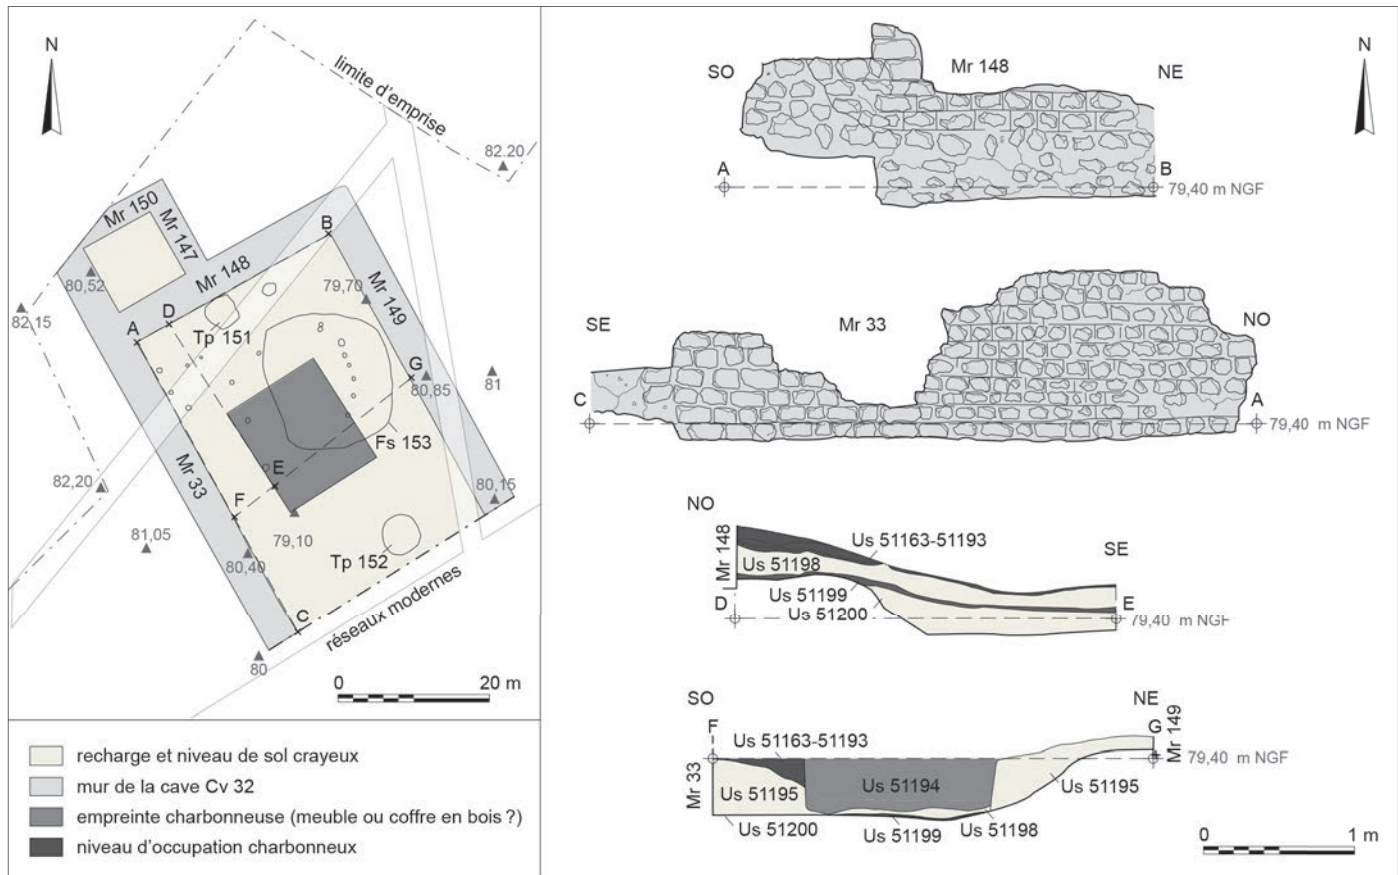 N
limite d'emprise
82,20
Mr 150
Mr 147
Mr 148
B
80,52
82,15
A
D
Tp 151
79,70
Mr 149
G
80,85
81
Fs 153
Mr 33
E
F
82,20
81,05
80,40
79,10
Tp 152
80,15
C
80
réseaux modernes
0 20 m
recharge et niveau de sol crayeux
mur de la cave Cv 32
empreinte charbonneuse (meuble ou coffre en bois ?)
niveau d'occupation charbonneux
SO
Mr 148
NE
N
A
B
79,40 m NGF
SE
Mr 33
NO
C
A
79,40 m NGF
NO
Mr 148
Us 51163-51193
SE
Us 51198
Us 51199
Us 51200
D
E
79,40 m NGF
SO
NE
F
G
Mr 149
Us 51163-51193
79,40 m NGF
Mr 33
Us 51195
Us 51194
Us 51195
Us 51200
Us 51199
Us 51198
0 1 m